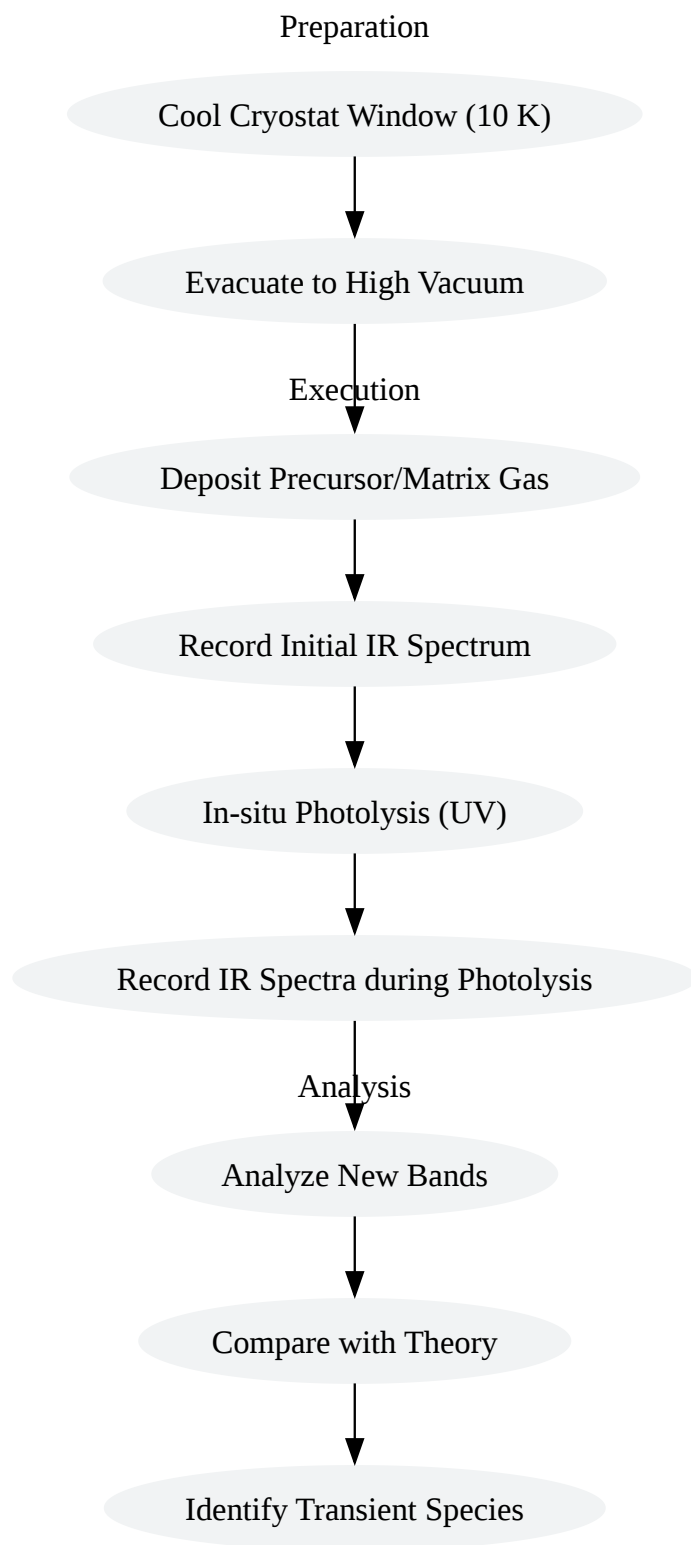 Preparation
Cool Cryostat Window (10 K)
Evacuate to High Vacuum
Execution
Deposit Precursor/Matrix Gas
Record Initial IR Spectrum
In-situ Photolysis (UV)
Record IR Spectra during Photolysis
Analysis
Analyze New Bands
Compare with Theory
Identify Transient Species